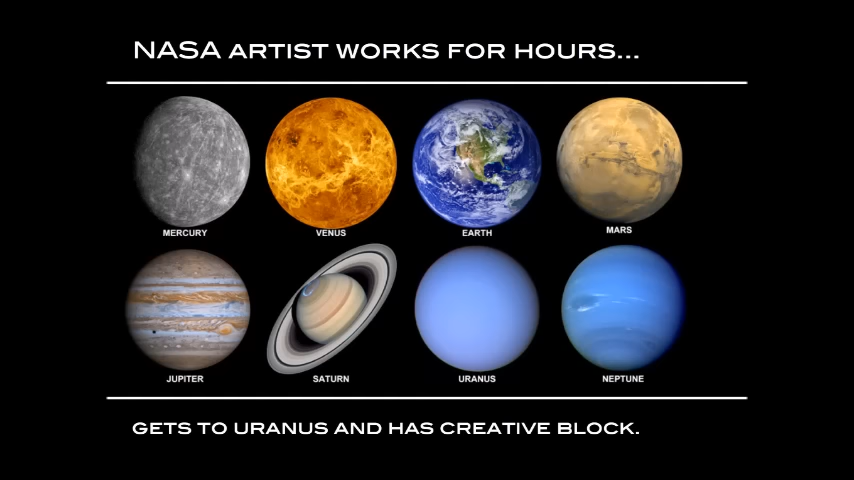 NASA ARTIST WORKS FOR HOURS...
MERCURY VENUS EARTH MARS
JUPITER SATURN URANUS NEPTUNE
GETS TO URANUS AND HAS CREATIVE BLOCK.